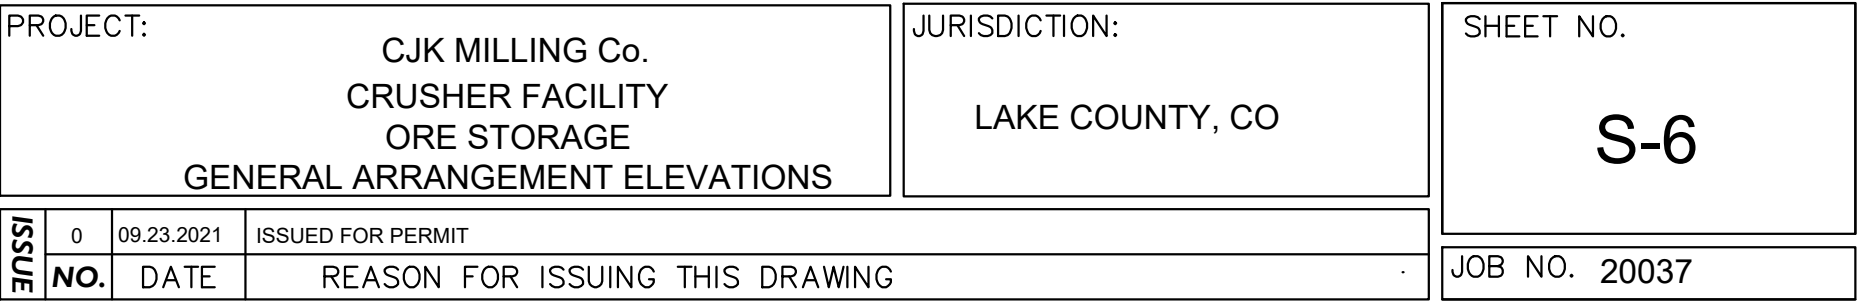 PROJECT:
CJK MILLING Co.
CRUSHER FACILITY
ORE STORAGE
GENERAL ARRANGEMENT ELEVATIONS
JURISDICTION:
LAKE COUNTY, CO
SHEET NO.
S-6
ISSUE
0 09.23.2021 ISSUED FOR PERMIT
NO. DATE REASON FOR ISSUING THIS DRAWING
JOB NO. 20037